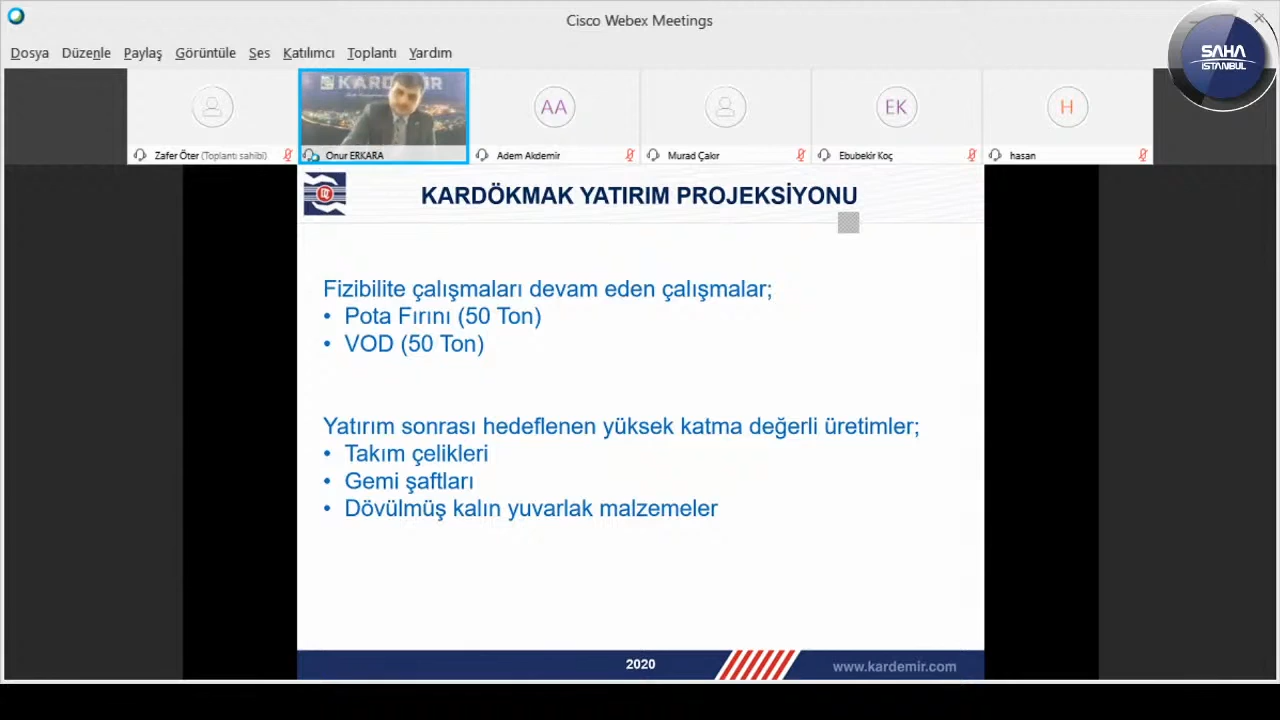 Cisco Webex Meetings
SAHA
İSTANBUL
Dosya Düzenle Paylaş Görüntüle Ses Katılımcı Toplantı Yardım
KARDEMİR
AA
EK
H
Zafer Öter (Toplantı sahibi)
Onur ERKARA
Adem Akdemir
Murad Çakır
Ebubekir Koç
hasan
KARDÖKMAK YATIRIM PROJEKSİYONU
Fizibilite çalışmaları devam eden çalışmalar;
• Pota Fırını (50 Ton)
• VOD (50 Ton)
Yatırım sonrası hedeflenen yüksek katma değerli üretimler;
• Takım çelikleri
• Gemi şaftları
• Dövülmüş kalın yuvarlak malzemeler
2020
www.kardemir.com